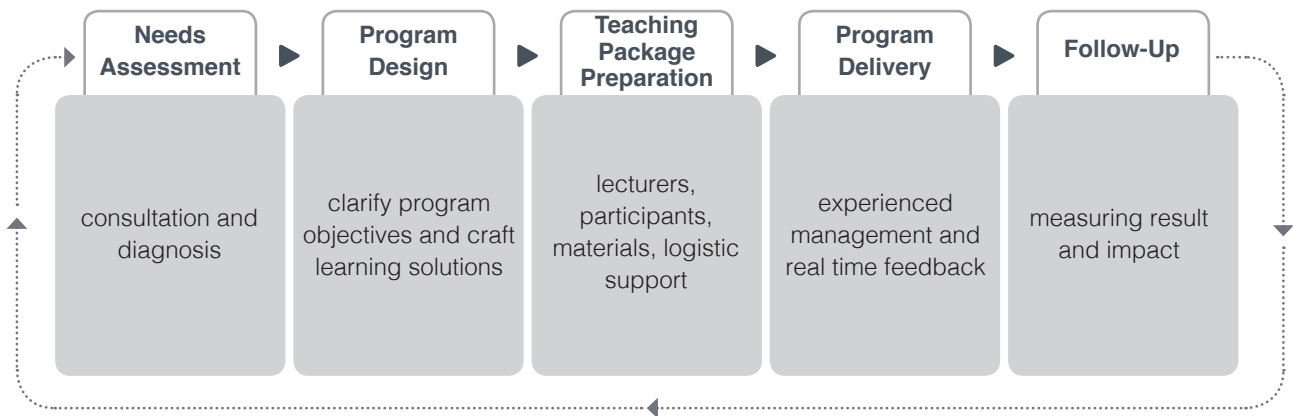 Needs
Assessment
Program
Design
Teaching
Package
Preparation
Program
Delivery
Follow-Up
consultation and
diagnosis
clarify program
objectives and craft
learning solutions
lecturers,
participants,
materials, logistic
support
experienced
management and
real time feedback
measuring result
and impact